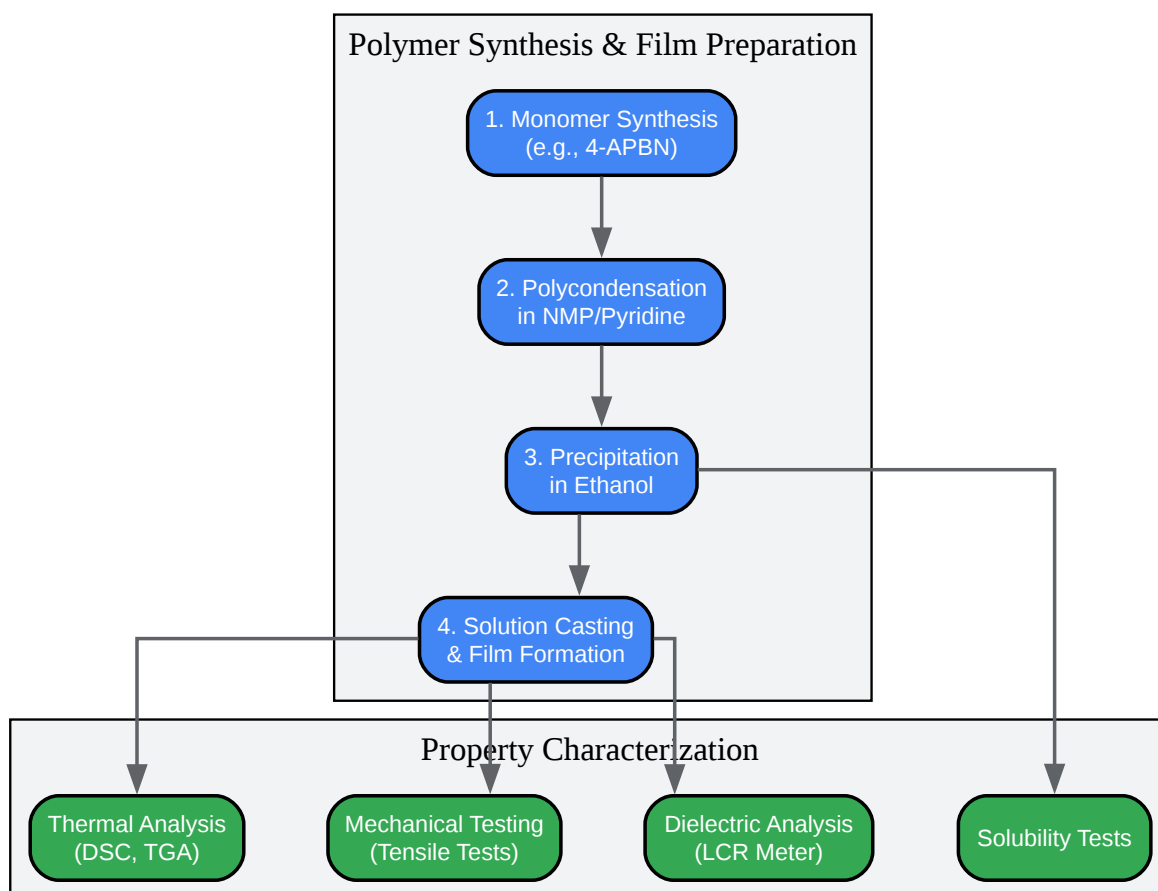 Polymer Synthesis & Film Preparation
1. Monomer Synthesis
(e.g., 4-APBN)
2. Polycondensation
in NMP/Pyridine
3. Precipitation
in Ethanol
4. Solution Casting
& Film Formation
Property Characterization
Thermal Analysis
(DSC, TGA)
Mechanical Testing
(Tensile Tests)
Dielectric Analysis
(LCR Meter)
Solubility Tests